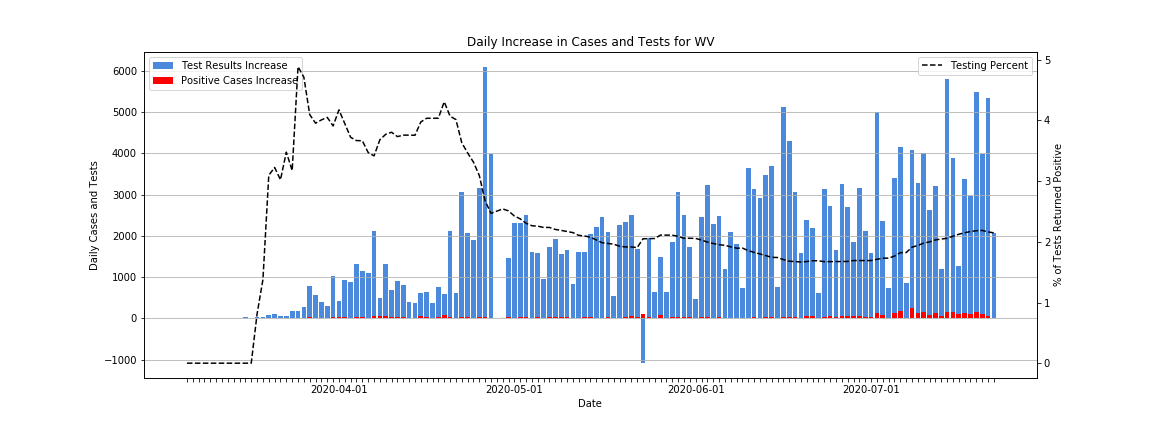 Daily Increase in Cases and Tests for WV
Test Results Increase
Positive Cases Increase
Testing Percent
6000
5000
4000
3000
2000
1000
0
−1000
Daily Cases and Tests
5
4
3
2
1
0
% of Tests Returned Positive
2020-04-01
2020-05-01
2020-06-01
2020-07-01
Date